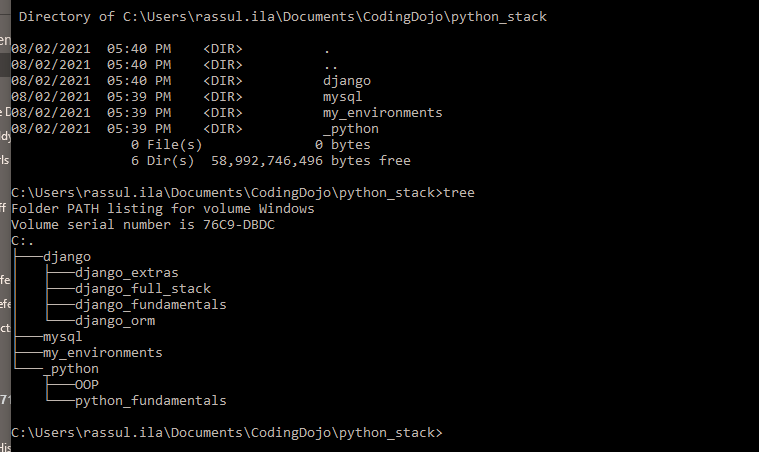 Directory of C:\Users\rassul.ila\Documents\CodingDojo\python_stack
08/02/2021  05:40 PM    <DIR>          .
08/02/2021  05:40 PM    <DIR>          ..
08/02/2021  05:40 PM    <DIR>          django
08/02/2021  05:39 PM    <DIR>          mysql
08/02/2021  05:39 PM    <DIR>          my_environments
08/02/2021  05:39 PM    <DIR>          _python
               0 File(s)              0 bytes
               6 Dir(s)  58,992,746,496 bytes free
C:\Users\rassul.ila\Documents\CodingDojo\python_stack>tree
Folder PATH listing for volume Windows
Volume serial number is 76C9-DBDC
C:.
├───django
│   ├───django_extras
│   ├───django_full_stack
│   ├───django_fundamentals
│   └───django_orm
├───mysql
├───my_environments
└───_python
    ├───OOP
    └───python_fundamentals
C:\Users\rassul.ila\Documents\CodingDojo\python_stack>